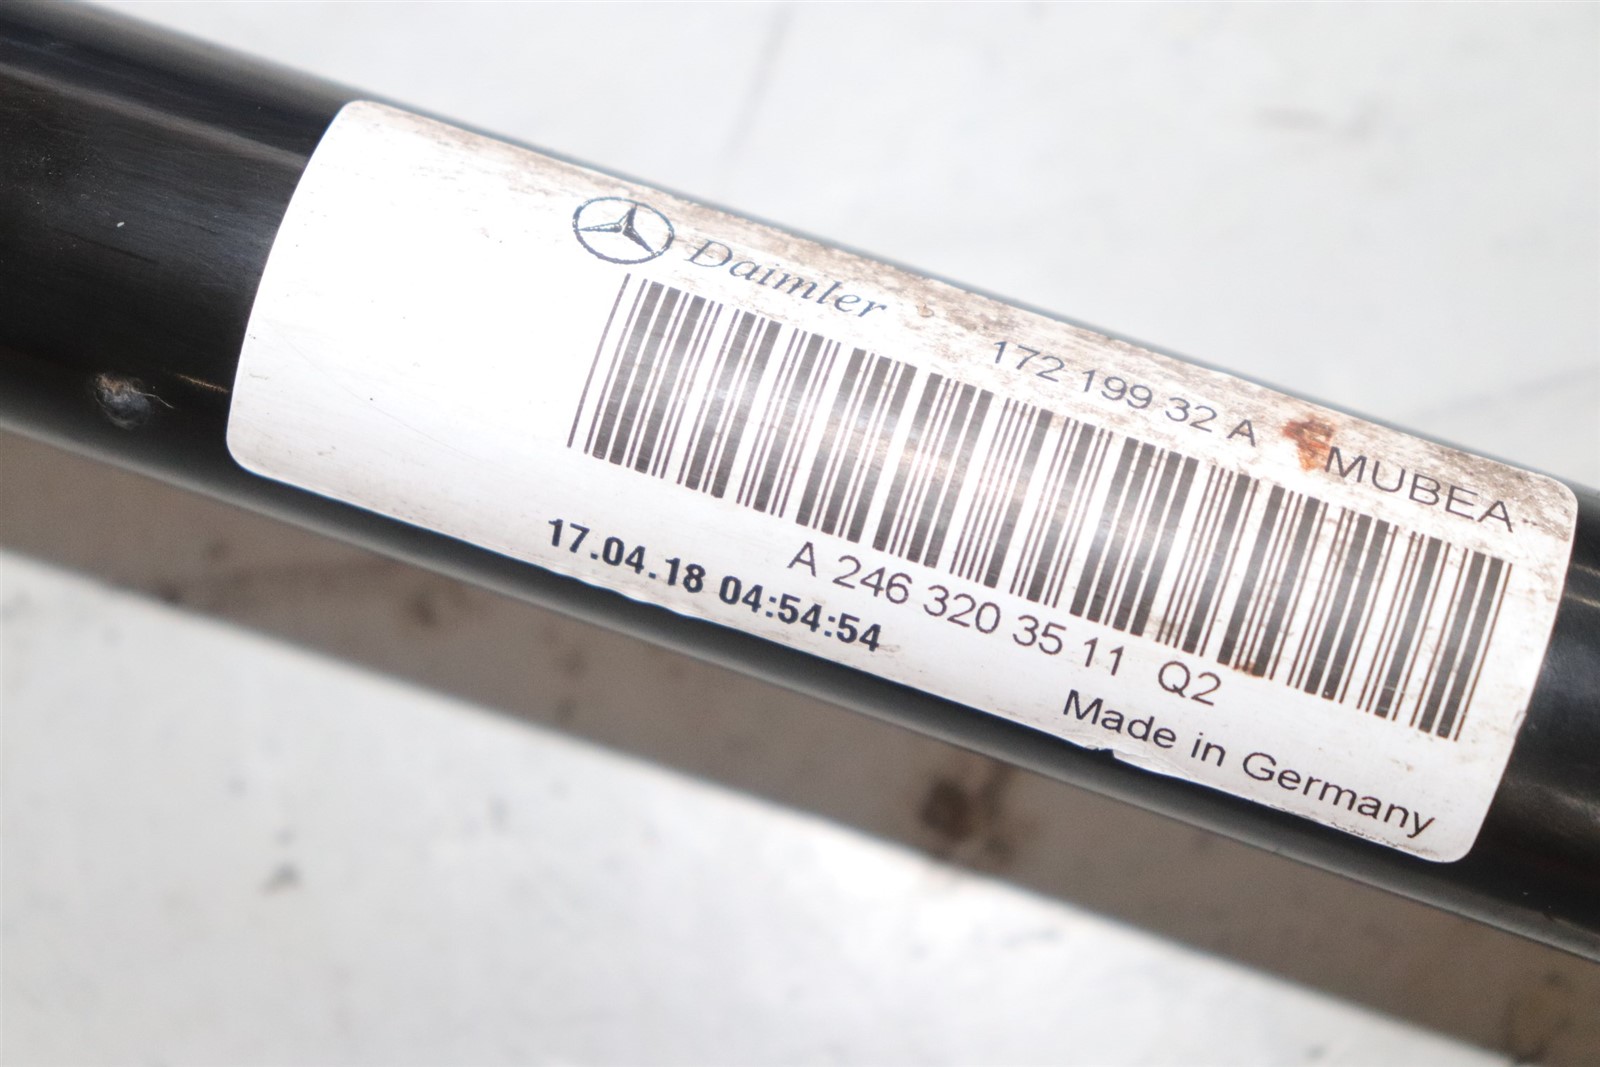 Daimler
172 199 32 A MUBEA
A 246 320 35 11 Q2
17.04.18 04:54:54
Made in Germany